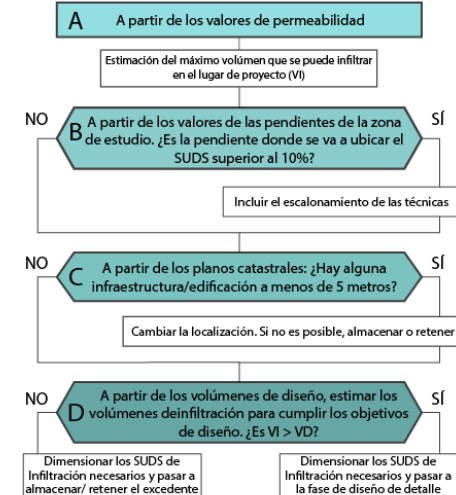 A A partir de los valores de permeabilidad
Estimación del máximo volúmen que se puede infiltrar
en el lugar de proyecto (VI)
NO
SÍ
B A partir de los valores de las pendientes de la zona
de estudio. ¿Es la pendiente donde se va a ubicar el
SUDS superior al 10%?
Incluir el escalonamiento de las técnicas
NO
SÍ
C A partir de los planos catastrales: ¿Hay alguna
infraestructura/edificación a menos de 5 metros?
Cambiar la localización. Si no es posible, almacenar o retener
NO
SÍ
D A partir de los volúmenes de diseño, estimar los
volúmenes deinfiltración para cumplir los objetivos
de diseño. ¿Es VI > VD?
Dimensionar los SUDS de
Infiltración necesarios y pasar a
almacenar/ retener el excedente
Dimensionar los SUDS de
Infiltración necesarios y pasar a
la fase de diseño de detalle